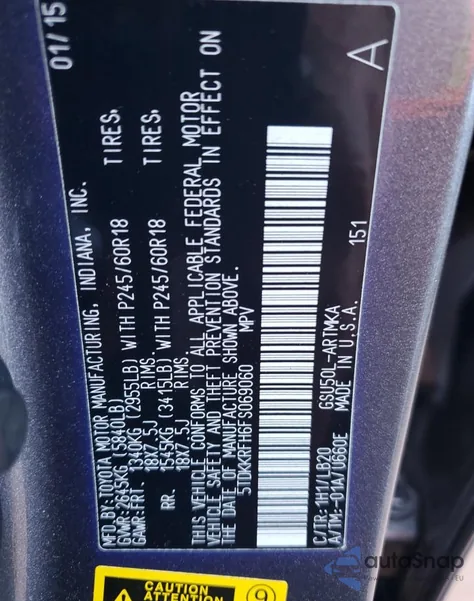 MFD.BY:TOYOTA MOTOR MANUFACTURING, INDIANA, INC. 01/15
GVWR:2645KG (5840LB)
GAWR:FRT. 1340KG (2955LB) WITH P245/60R18 TIRES,
18X7.5J RIMS.
RR. 1545KG (3415LB) WITH P245/60R18 TIRES,
18X7.5J RIMS.
THIS VEHICLE CONFORMS TO ALL APPLICABLE FEDERAL MOTOR
VEHICLE SAFETY AND THEFT PREVENTION STANDARDS IN EFFECT ON
THE DATE OF MANUFACTURE SHOWN ABOVE.
5TDKKRFH6FS069060 MPV
A
151
C/TR: 1H1/LB20 GSU50L-ARTMKA
A/TM:-01A/U660E MADE IN U.S.A.
CAUTION
ATTENTION
9
autoSnap